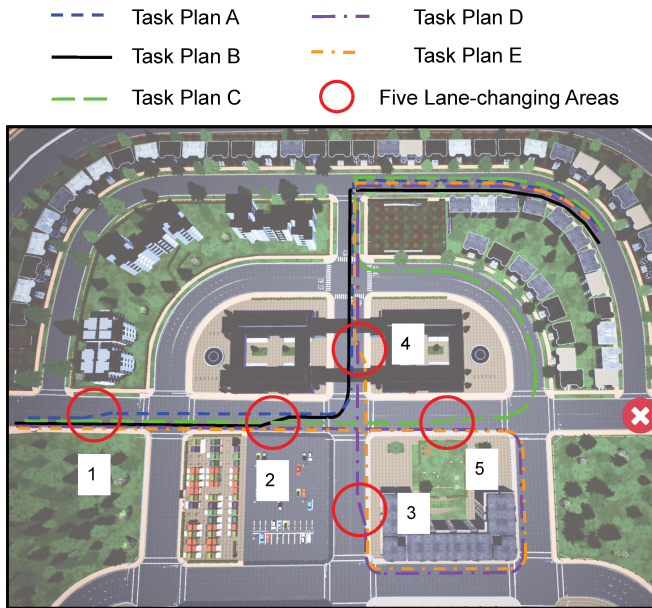 Task Plan A
Task Plan D
Task Plan B
Task Plan E
Task Plan C
Five Lane-changing Areas
4
1
2
5
3